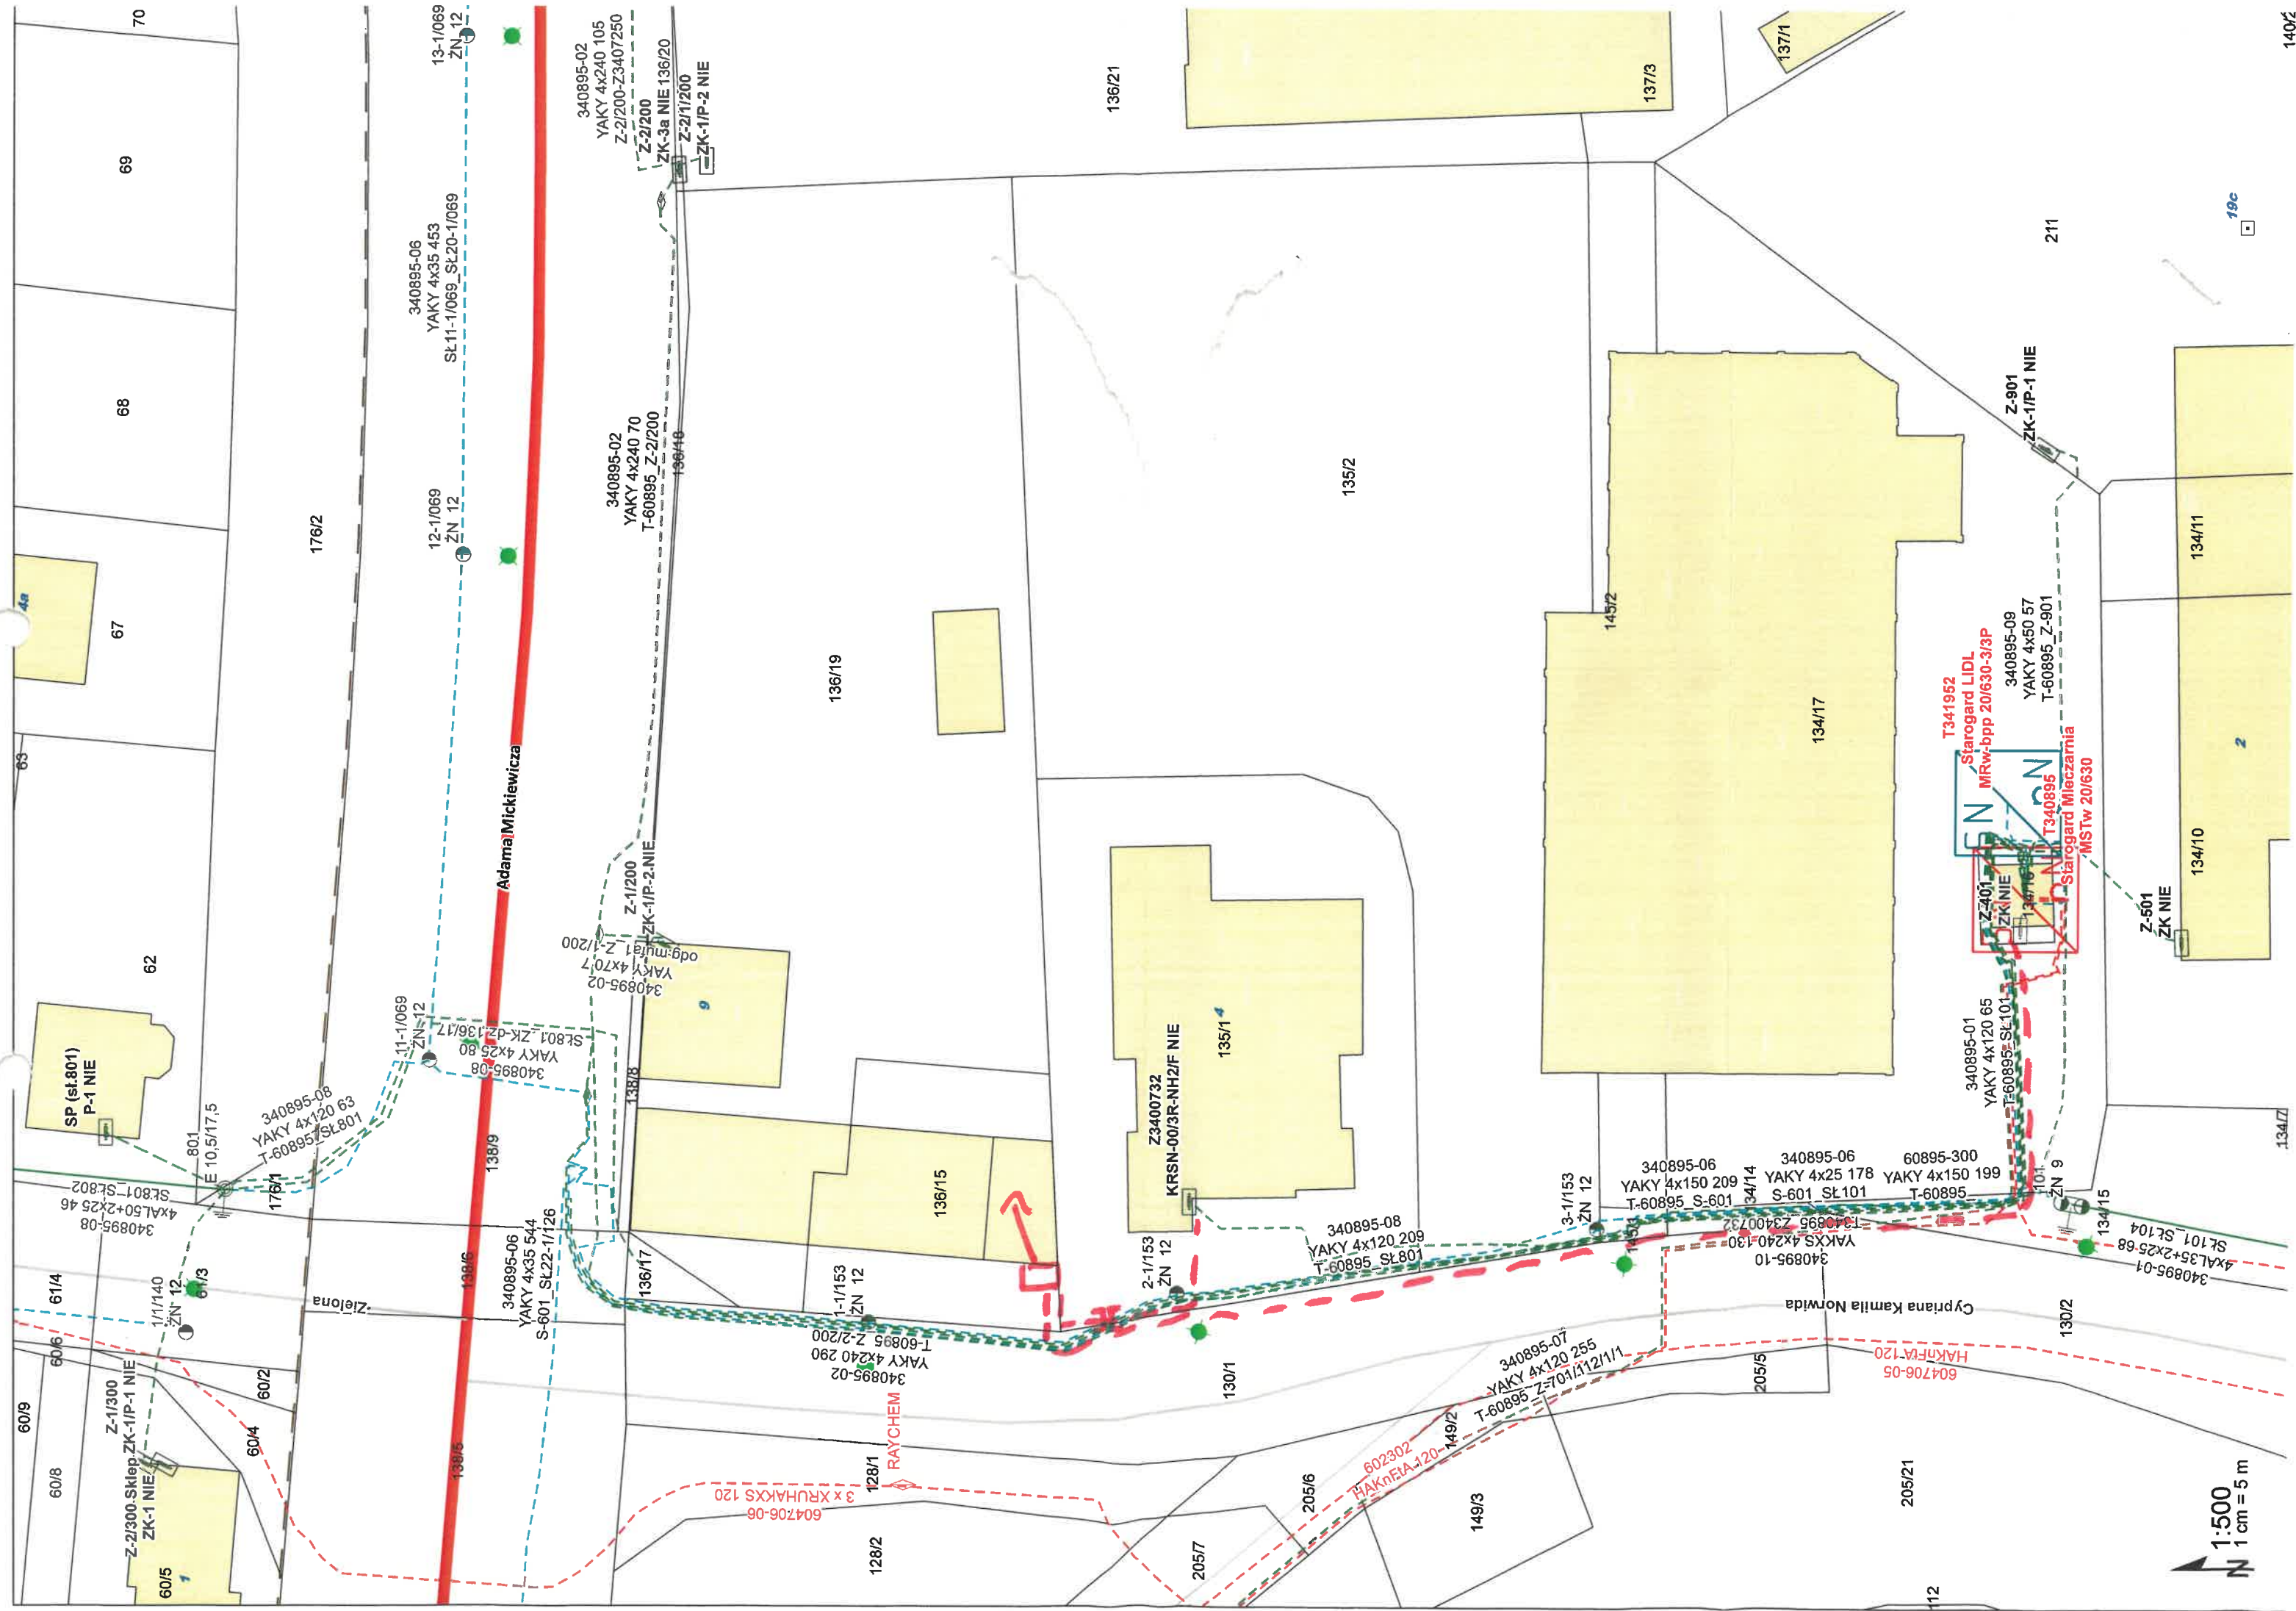 70
69
68
67
4a
63
62
SP (sł.801)
P-1 NIE
801
E 10,5/17,5
340895-08
YAKY 4x120 63
T-60895_SŁ801
176/1
176/2
13-1/069
ŻN 12
12-1/069
ŻN 12
11-1/069
ŻN 12
340895-06
YAKY 4x35 453
SŁ11-1/069_SŁ20-1/069
Adama Mickiewicza
340895-02
YAKY 4x240 105
Z-2/200-Z3407250
Z-2/200
ZK-3a NIE 136/20
Z-2/1/200
ZK-1/P-2 NIE
340895-02
YAKY 4x240 70
T-60895_Z-2/200
136/18
136/21
137/3
137/1
140/2
136/19
135/2
211
19c
Z-1/200
ZK-1/P-2.NIE
340895-02
YAKY 4x70 7
odg.mufa1_Z-1/200
9
340895-08
YAKY 4x25 80
SŁ801_ZK-dz.136/17
138/8
138/9
138/6
138/5
136/15
136/17
340895-08
4xAL50+2x25 46
SŁ801_SŁ802
61/4
61/3
1/1/140
ŻN 12
60/6
60/9
60/8
60/2
60/4
60/5
1
Z-1/300
Z-2/300-Sklep ZK-1/P-1 NIE
ZK-1 NIE
Zielona
340895-06
YAKY 4x35 544
S-601_SŁ22-1/126
1-1/153
ŻN 12
340895-02
YAKY 4x240 290
T-60895 Z-2/200
RAYCHEM
604706-06
3 x XRUHAKXS 120
128/1
128/2
130/1
205/7
205/6
149/2
149/3
205/5
205/21
112
2-1/153
ŻN 12
Z3400732
KRSN-00/3R-NH2/F NIE
135/1
4
340895-08
YAKY 4x120 209
T-60895_SŁ801
3-1/153
ŻN 12
145/2
134/17
340895-06
YAKY 4x150 209
T-60895_S-601
34/14
340895-06
YAKY 4x25 178
S-601_SŁ101
60895-300
YAKY 4x150 199
T-60895_
340895-10
YAKXS 4x240 130
T340895_Z3400732
340895-07
YAKY 4x120 255
T-60895_Z-701/112/1/1
602302
HAKnFtA 120
Cypriana Kamila Norwida
130/2
604706-05
HAKnFtA 120
340895-01
4xAL35+2x25 68
SŁ101_SŁ104
101
ŻN 9
134/15
134/7
340895-01
YAKY 4x120 65
T-60895_SŁ101
Z-401
ZK NIE
T341952
Starogard LIDL
MRw-bpp 20/630-3/3P
T340895
Starogard Mleczarnia
MSTw 20/630
340895-09
YAKY 4x50 57
T-60895_Z-901
Z-901
ZK-1/P-1 NIE
Z-501
ZK NIE
134/10
134/11
2
N
1:500
1 cm = 5 m